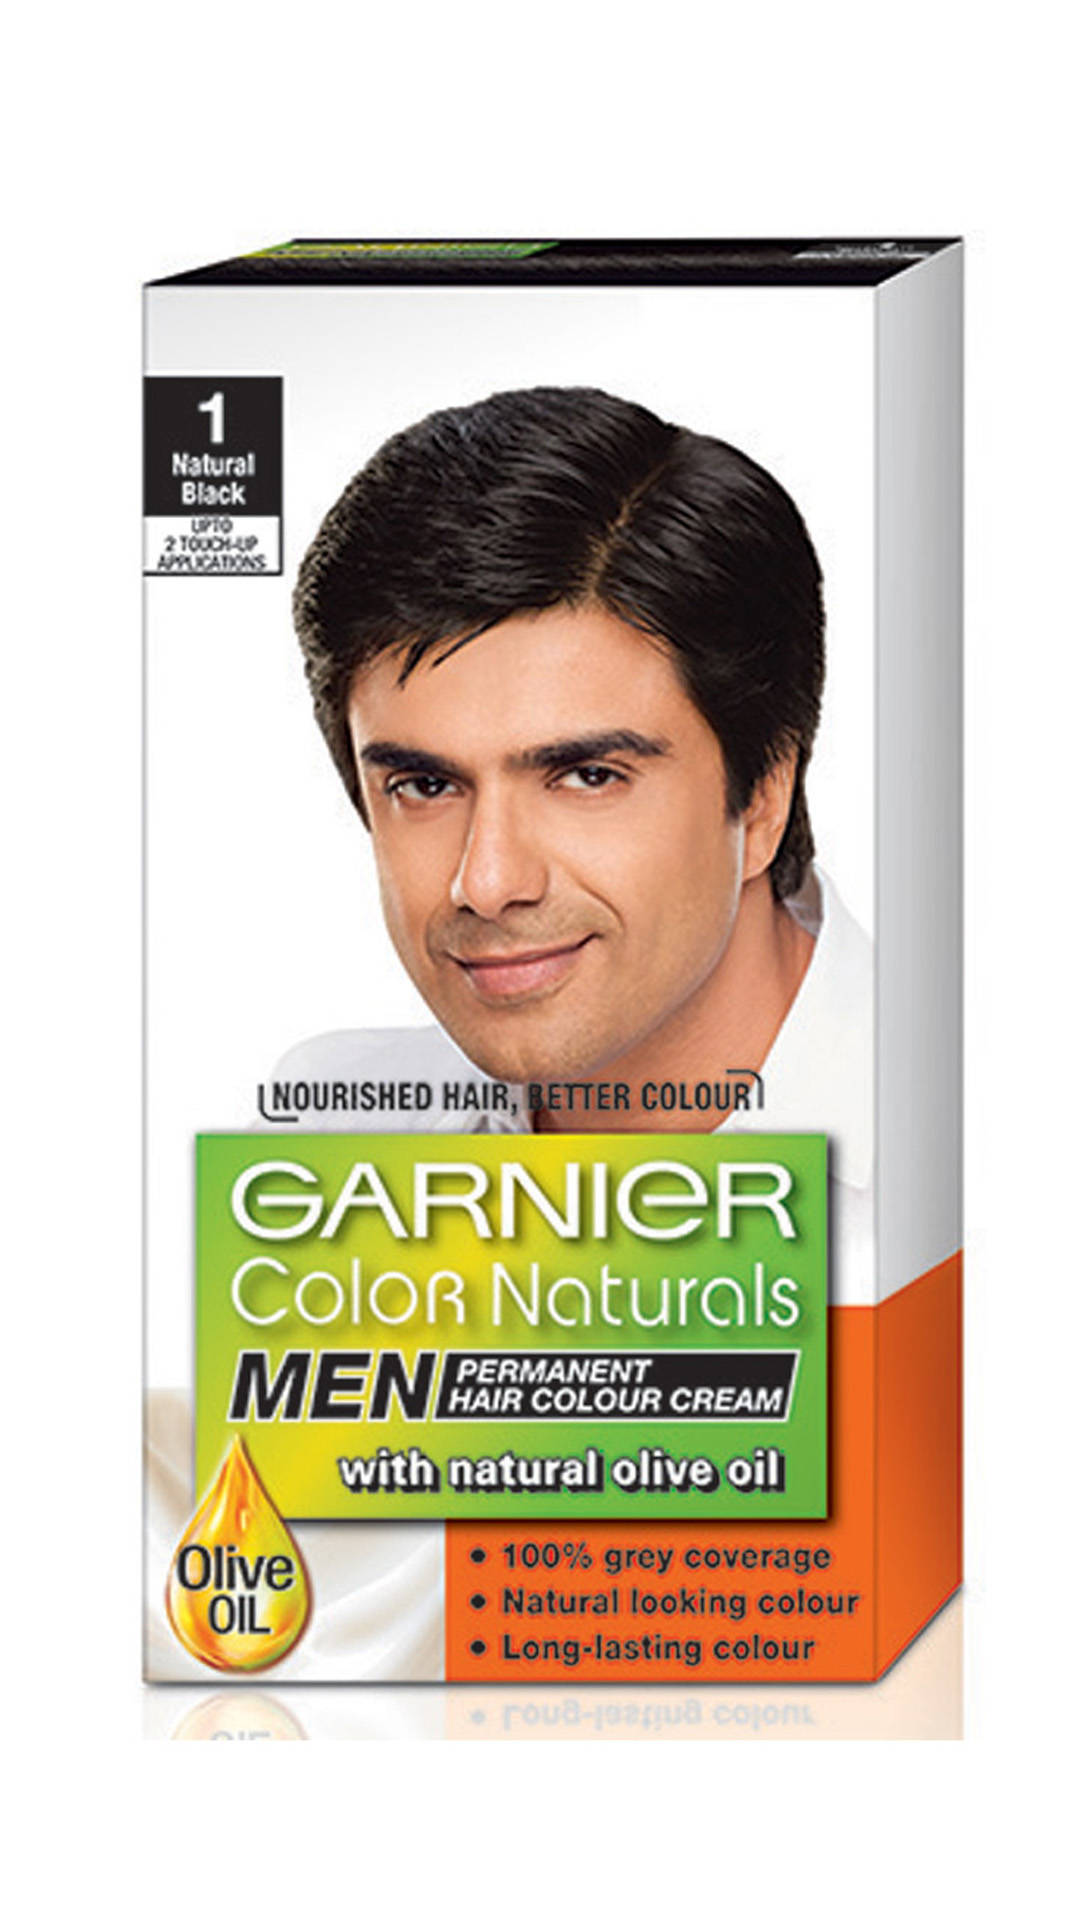 1
Natural
Black
UPTO
2 TOUCH-UP
APPLICATIONS
NOURISHED HAIR, BETTER COLOUR
GARNIER
Color Naturals
MEN PERMANENT
HAIR COLOUR CREAM
with natural olive oil
Olive
OIL
• 100% grey coverage
• Natural looking colour
• Long-lasting colour